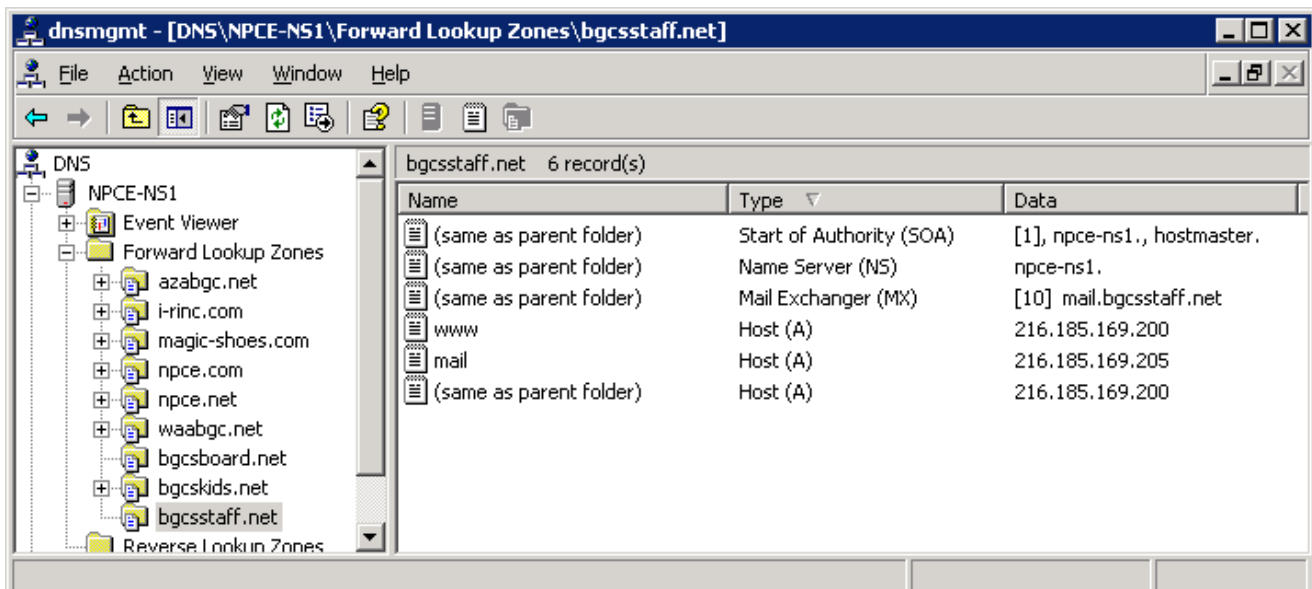 dnsmgmt - [DNS\NPCE-NS1\Forward Lookup Zones\bgcsstaff.net]
File Action View Window Help
DNS
NPCE-NS1
Event Viewer
Forward Lookup Zones
azabgc.net
i-rinc.com
magic-shoes.com
npce.com
npce.net
waabgc.net
bgcsboard.net
bgcskids.net
bgcsstaff.net
Reverse Lookup Zones
bgcsstaff.net 6 record(s)
Name Type Data
(same as parent folder) Start of Authority (SOA) [1], npce-ns1., hostmaster.
(same as parent folder) Name Server (NS) npce-ns1.
(same as parent folder) Mail Exchanger (MX) [10] mail.bgcsstaff.net
www Host (A) 216.185.169.200
mail Host (A) 216.185.169.205
(same as parent folder) Host (A) 216.185.169.200